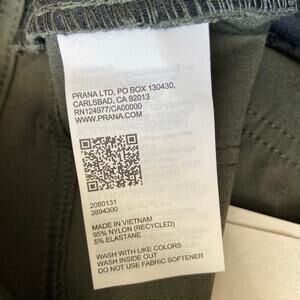 PRANA LTD, PO BOX 130430,
CARLSBAD, CA 92013
RN124977/CA00000
WWW.PRANA.COM
2080131
3894300
MADE IN VIETNAM
95% NYLON (RECYCLED)
5% ELASTANE
WASH WITH LIKE COLORS
WASH INSIDE OUT
DO NOT USE FABRIC SOFTENER